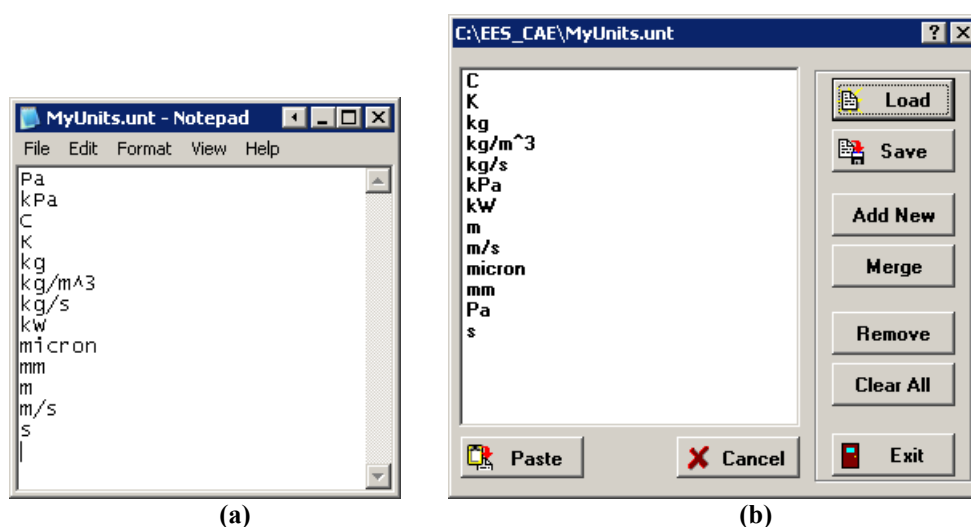 MyUnits.unt - Notepad
File Edit Format View Help
Pa
kPa
C
K
kg
kg/m^3
kg/s
kW
micron
mm
m
m/s
s
(a)
C:\EES_CAE\MyUnits.unt
C
K
kg
kg/m^3
kg/s
kPa
kW
m
m/s
micron
mm
Pa
s
Load
Save
Add New
Merge
Remove
Clear All
Paste
Cancel
Exit
(b)